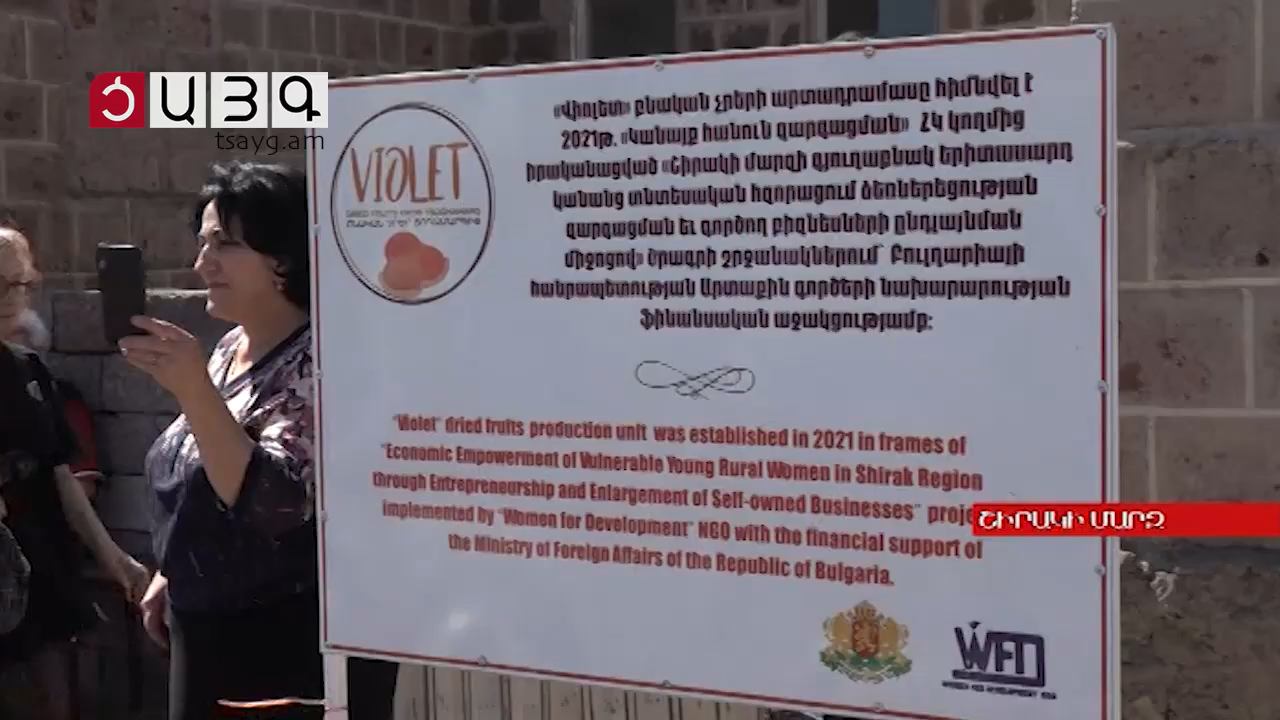 ՇԱՅԳ
tsayg.am
VIOLET
«Վիոլետ» բնական չրերի արտադրամասը հիմնվել է
2021թ. «Կանայք հանուն զարգացման» ՀԿ կողմից
իրականացված «Շիրակի մարզի գյուղաբնակ երիտասարդ
կանանց տնտեսական հզորացում ձեռներեցության
զարգացման եւ գործող բիզնեսների ընդլայնման
միջոցով» ծրագրի շրջանակներում` Բուլղարիայի
հանրապետության Արտաքին գործերի նախարարության
ֆինանսական աջակցությամբ:
"Violet" dried fruits production unit was established in 2021 in frames of
"Economic Empowerment of Vulnerable Young Rural Women in Shirak Region
through Entrepreneurship and Enlargement of Self-owned Businesses"
implemented by "Women for Development" NGO with the financial support of
the Ministry of Foreign Affairs of the Republic of Bulgaria.
ՇԻՐԱԿԻ ՄԱՐԶ
WFD